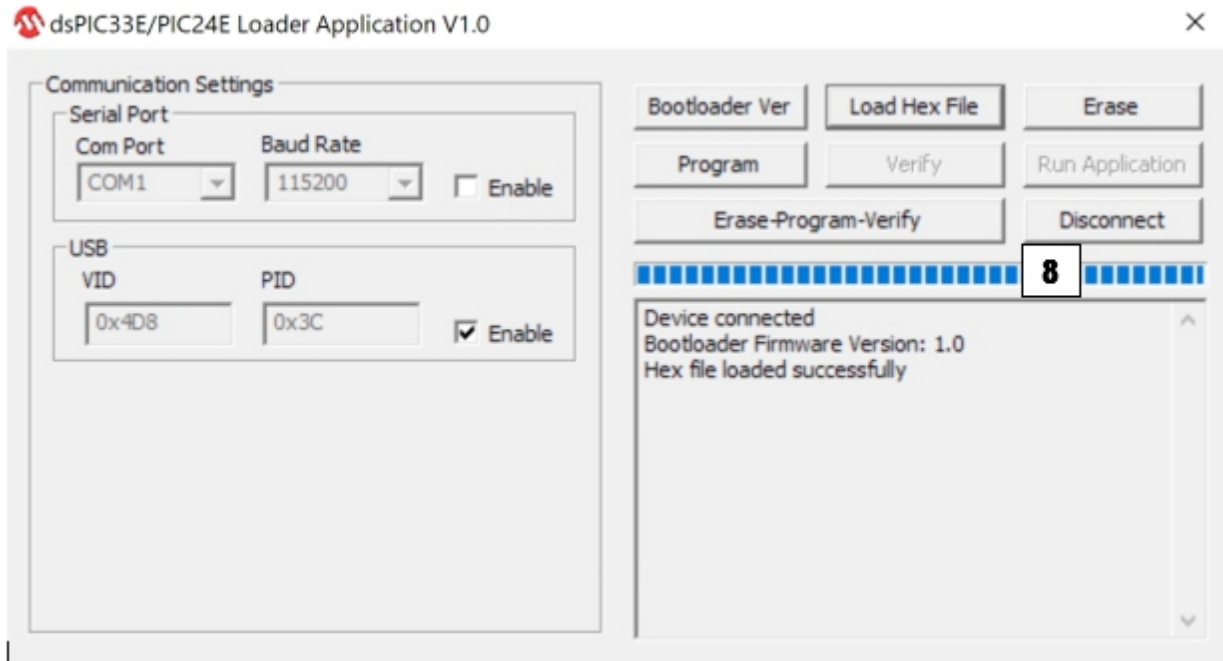 dsPIC33E/PIC24E Loader Application V1.0
Communication Settings
Serial Port
Com Port Baud Rate
COM1 115200 Enable
USB
VID PID
0x4D8 0x3C Enable
Bootloader Ver Load Hex File Erase
Program Verify Run Application
Erase-Program-Verify Disconnect
8
Device connected
Bootloader Firmware Version: 1.0
Hex file loaded successfully